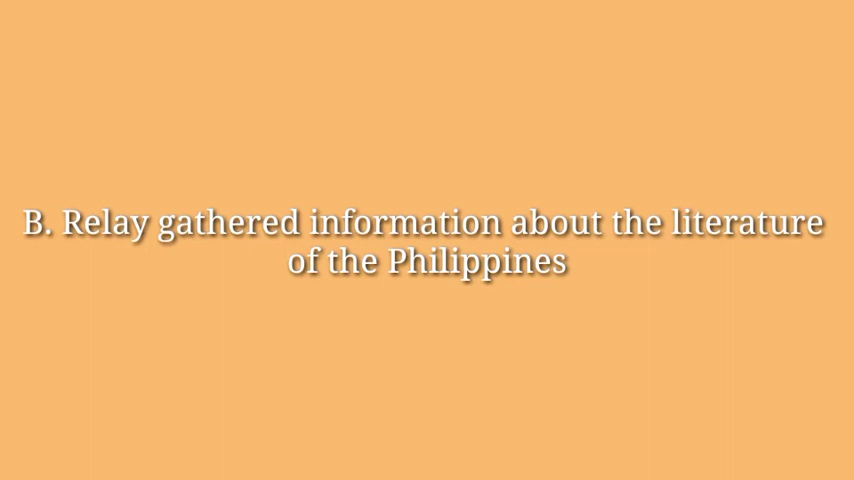 B. Relay gathered information about the literature
of the Philippines